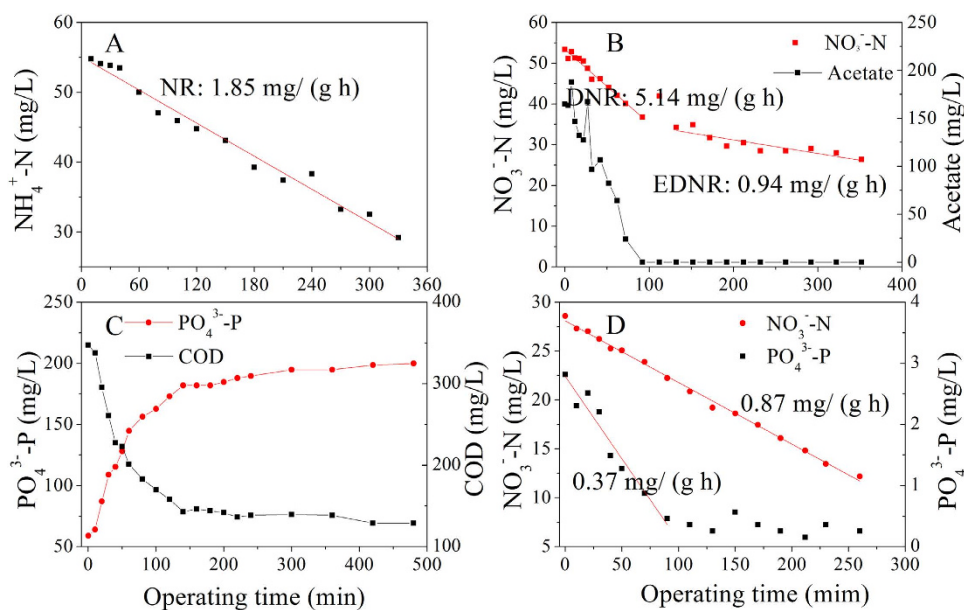 A
NR: 1.85 mg/ (g h)
NH₄⁺-N (mg/L)
60
50
40
30
0 60 120 180 240 300 360
B
NO₃⁻-N
Acetate
DNR: 5.14 mg/ (g h)
EDNR: 0.94 mg/ (g h)
NO₃⁻-N (mg/L)
60
50
40
30
20
10
0
Acetate (mg/L)
250
200
150
100
50
0
0 100 200 300 400
C
PO₄³⁻-P
COD
PO₄³⁻-P (mg/L)
250
200
150
100
50
COD (mg/L)
400
300
200
100
0 100 200 300 400 500
Operating time (min)
D
NO₃⁻-N
PO₄³⁻-P
0.87 mg/ (g h)
0.37 mg/ (g h)
NO₃⁻-N (mg/L)
30
25
20
15
10
5
PO₄³⁻-P (mg/L)
4
3
2
1
0
0 50 100 150 200 250
Operating time (mim)